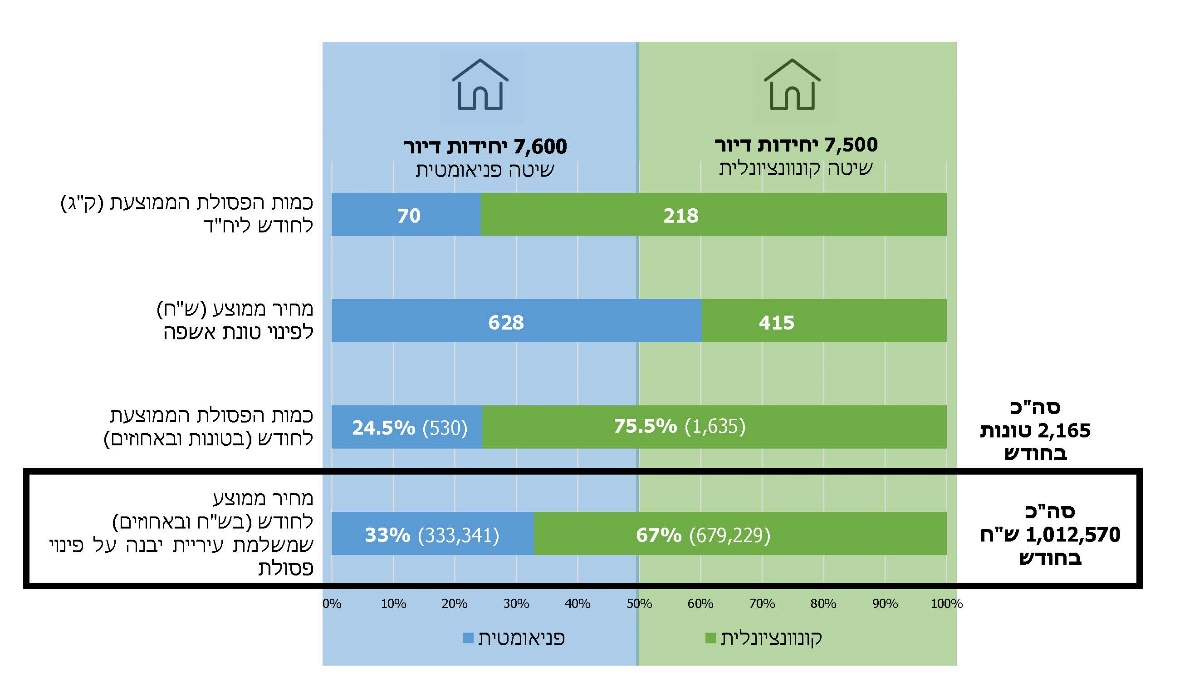 7,600 יחידות דיור
שיטה פניאומטית
7,500 יחידות דיור
שיטה קונוונציונלית
כמות הפסולת הממוצעת (ק"ג)
לחודש ליח"ד
70
218
מחיר ממוצע (ש"ח)
לפינוי טונת אשפה
628
415
כמות הפסולת הממוצעת
לחודש (בטונות ובאחוזים)
24.5% (530)
75.5% (1,635)
סה"כ
2,165 טונות
בחודש
מחיר ממוצע
לחודש (בש"ח ובאחוזים)
שמשלמת עיריית יבנה על פינוי
פסולת
33% (333,341)
67% (679,229)
סה"כ
1,012,570 ש"ח
בחודש
0% 10% 20% 30% 40% 50% 60% 70% 80% 90% 100%
פניאומטית
קונוונציונלית